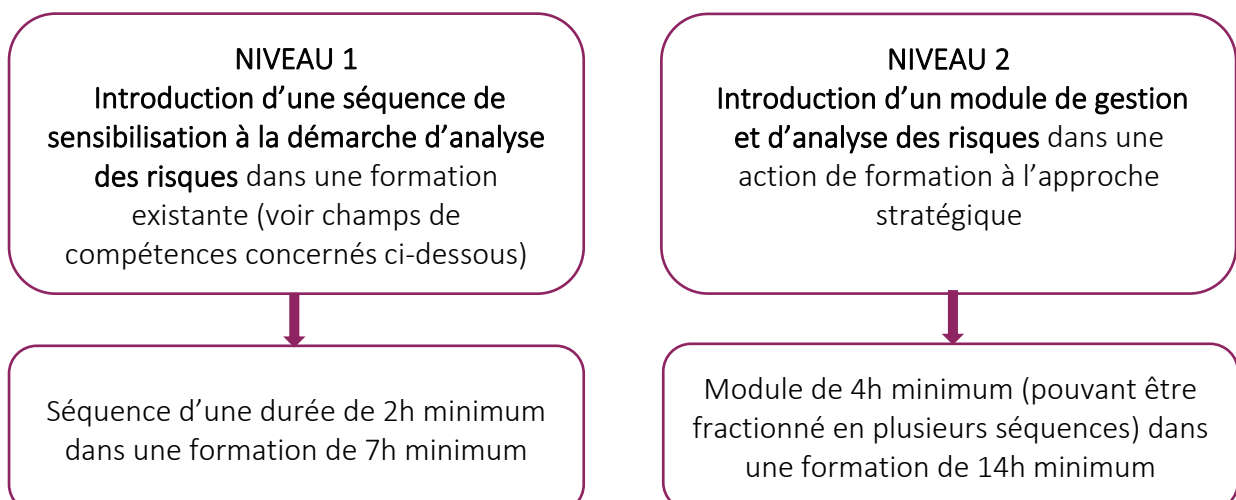 NIVEAU 1
Introduction d’une séquence de
sensibilisation à la démarche d’analyse
des risques dans une formation
existante (voir champs de
compétences concernés ci-dessous)
Séquence d’une durée de 2h minimum
dans une formation de 7h minimum
NIVEAU 2
Introduction d’un module de gestion
et d’analyse des risques dans une
action de formation à l’approche
stratégique
Module de 4h minimum (pouvant être
fractionné en plusieurs séquences) dans
une formation de 14h minimum